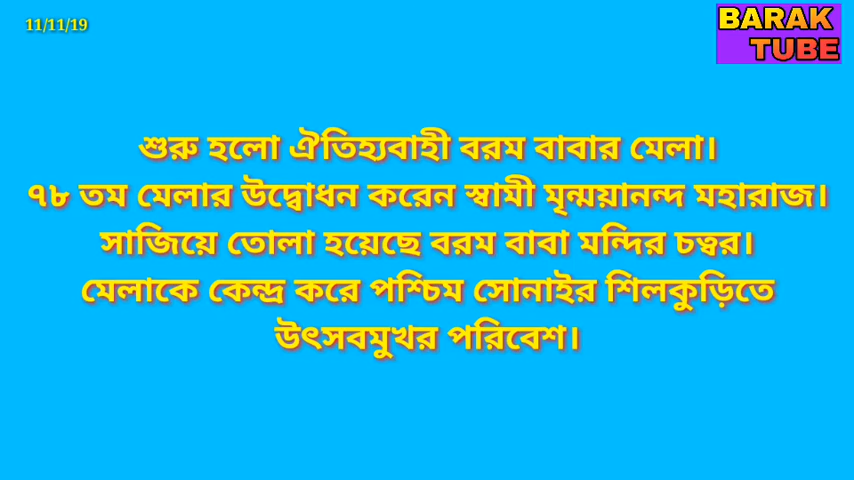 11/11/19
BARAK
TUBE
শুরু হলো ঐতিহ্যবাহী বরম বাবার মেলা।
৭৮ তম মেলার উদ্বোধন করেন স্বামী মৃন্ময়ানন্দ মহারাজ।
সাজিয়ে তোলা হয়েছে বরম বাবা মন্দির চত্বর।
মেলাকে কেন্দ্র করে পশ্চিম সোনাইর শিলকুড়িতে
উৎসবমুখর পরিবেশ।